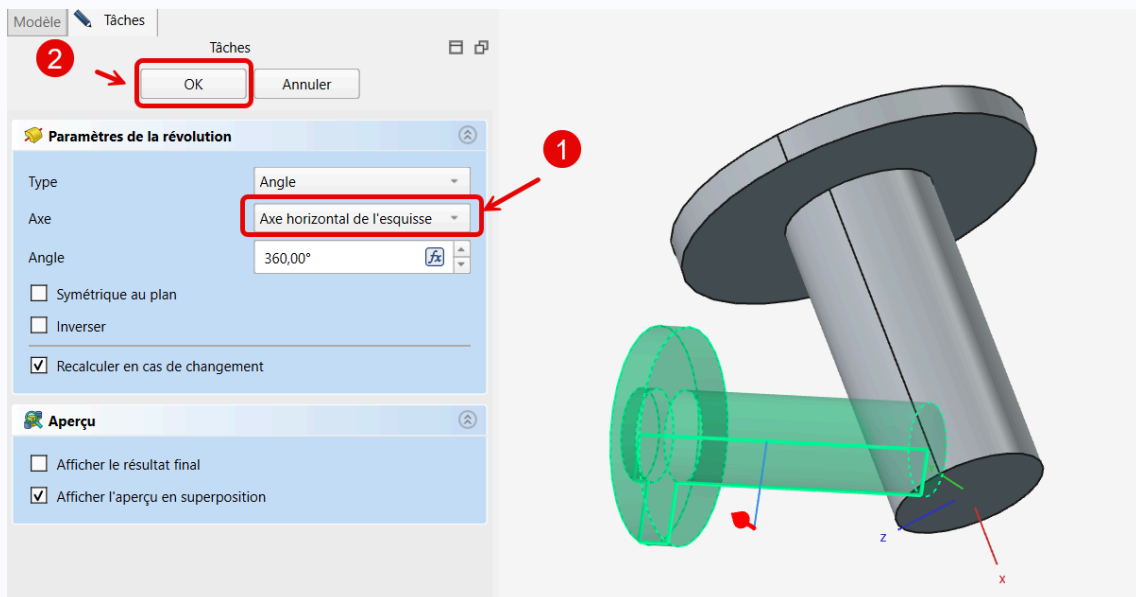 Modèle Tâches
Tâches
2
OK Annuler
Paramètres de la révolution
1
Type Angle
Axe Axe horizontal de l'esquisse
Angle 360,00° fx
Symétrique au plan
Inverser
Recalculer en cas de changement
Aperçu
Afficher le résultat final
Afficher l'aperçu en superposition
z
x